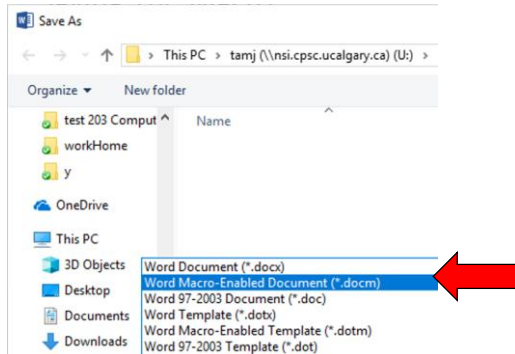 Save As
This PC > tamj (\\nsi.cpsc.ucalgary.ca) (U:) >
Organize New folder
test 203 Comput Name
workHome
y
OneDrive
This PC
3D Objects
Desktop
Documents
Downloads
Word Document (*.docx)
Word Macro-Enabled Document (*.docm)
Word 97-2003 Document (*.doc)
Word Template (*.dotx)
Word Macro-Enabled Template (*.dotm)
Word 97-2003 Template (*.dot)